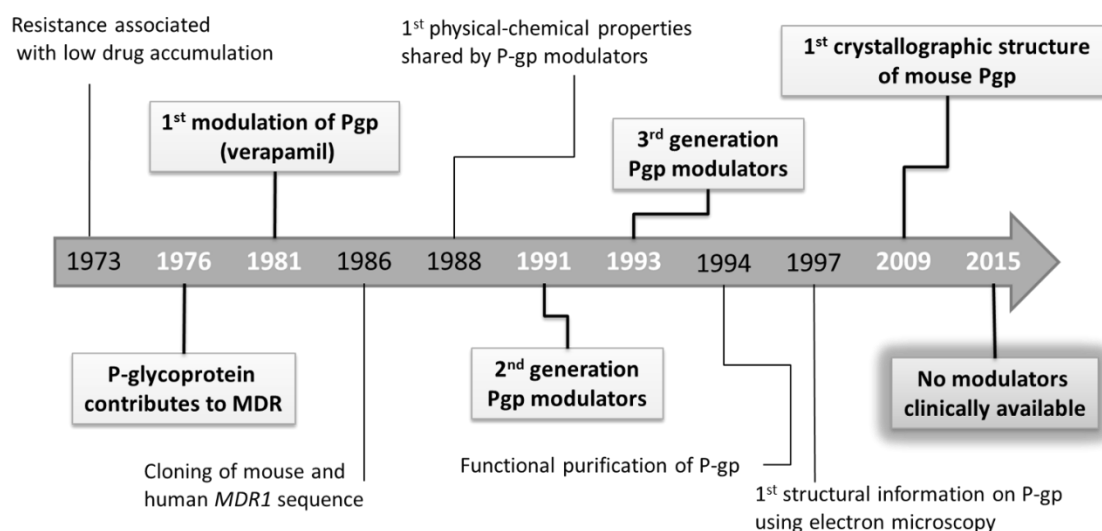 Resistance associated
with low drug accumulation
1st physical-chemical properties
shared by P-gp modulators
1st crystallographic structure
of mouse Pgp
1st modulation of Pgp
(verapamil)
3rd generation
Pgp modulators
1973 1976 1981 1986 1988 1991 1993 1994 1997 2009 2015
P-glycoprotein
contributes to MDR
2nd generation
Pgp modulators
No modulators
clinically available
Cloning of mouse and
human MDR1 sequence
Functional purification of P-gp
1st structural information on P-gp
using electron microscopy